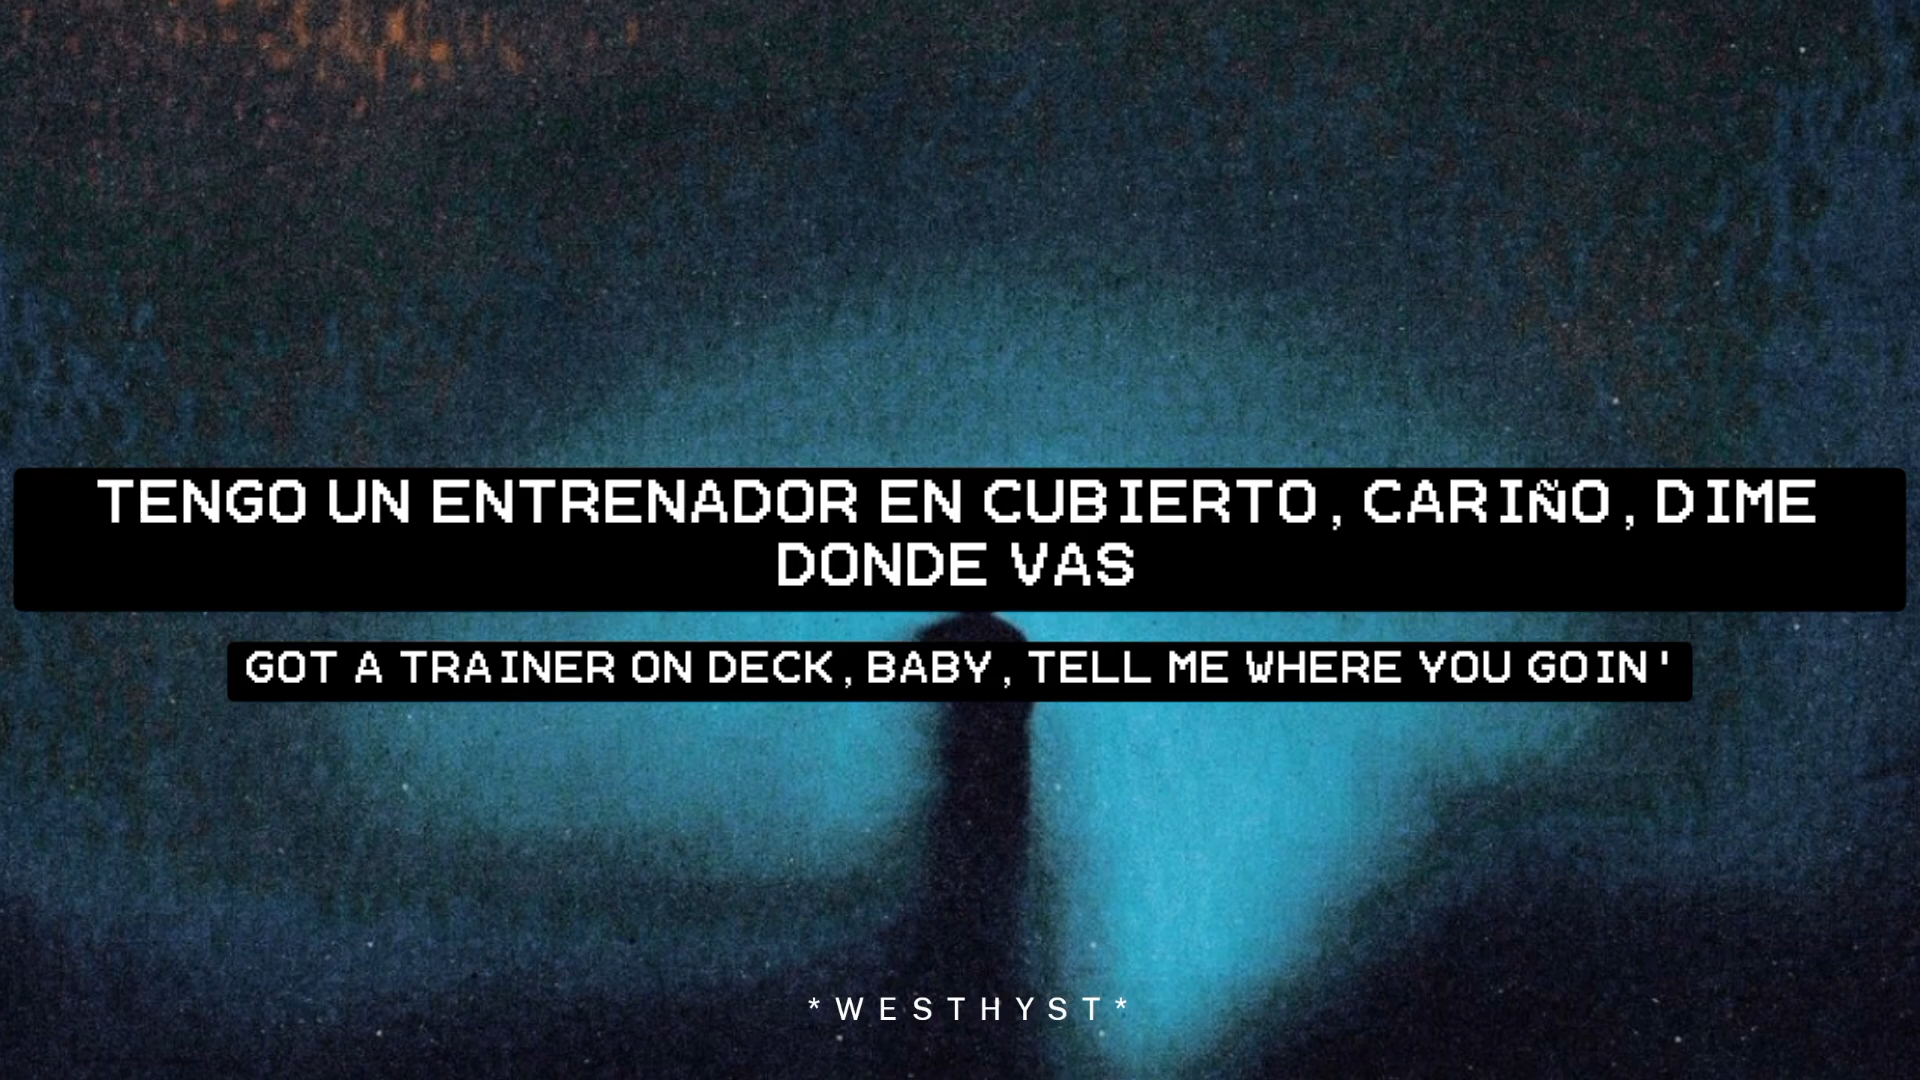 TENGO UN ENTRENADOR EN CUBIERTO, CARIÑO, DIME
DONDE VAS
GOT A TRAINER ON DECK, BABY, TELL ME WHERE YOU GOIN'
*WESTHYST*